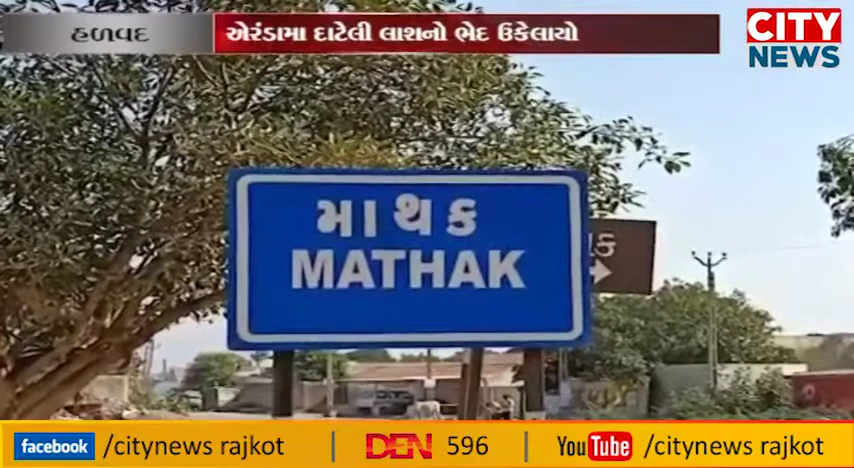 હળવદ
એરંડામા દાટેલી લાશનો ભેદ ઉકેલાયો
CITY
NEWS
માથક
MATHAK
facebook /citynews rajkot | DEN 596 | YouTube /citynews rajkot